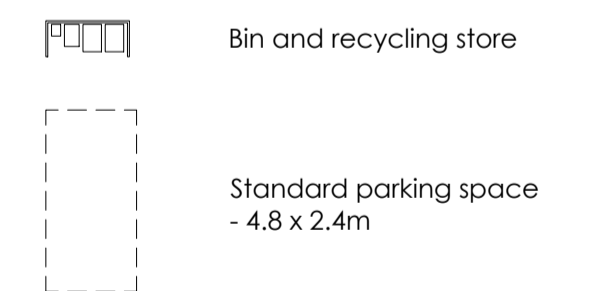 Bin and recycling store
Standard parking space
- 4.8 x 2.4m